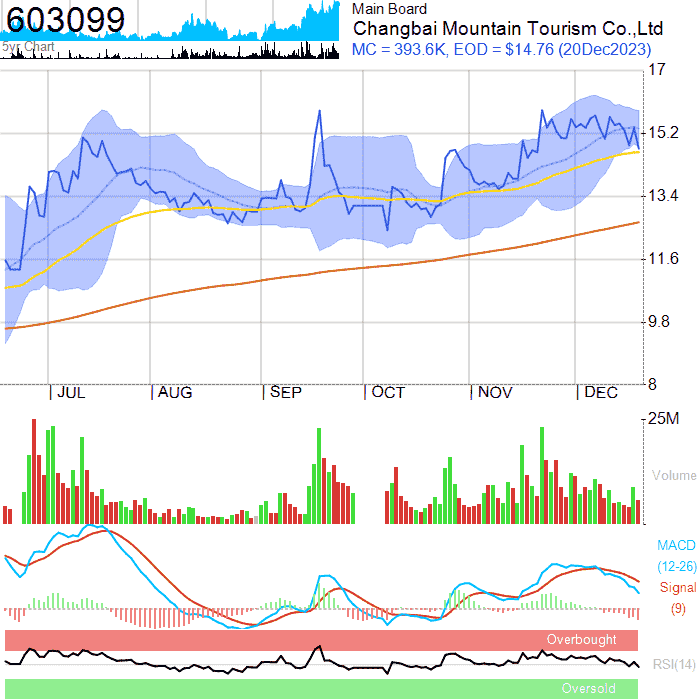 603099
5yr Chart
Main Board
Changbai Mountain Tourism Co.,Ltd
MC = 393.6K, EOD = $14.76 (20Dec2023)
17
15.2
13.4
11.6
9.8
8
JUL AUG SEP OCT NOV DEC
25M
Volume
MACD
(12-26)
Signal
(9)
Overbought
RSI(14)
Oversold